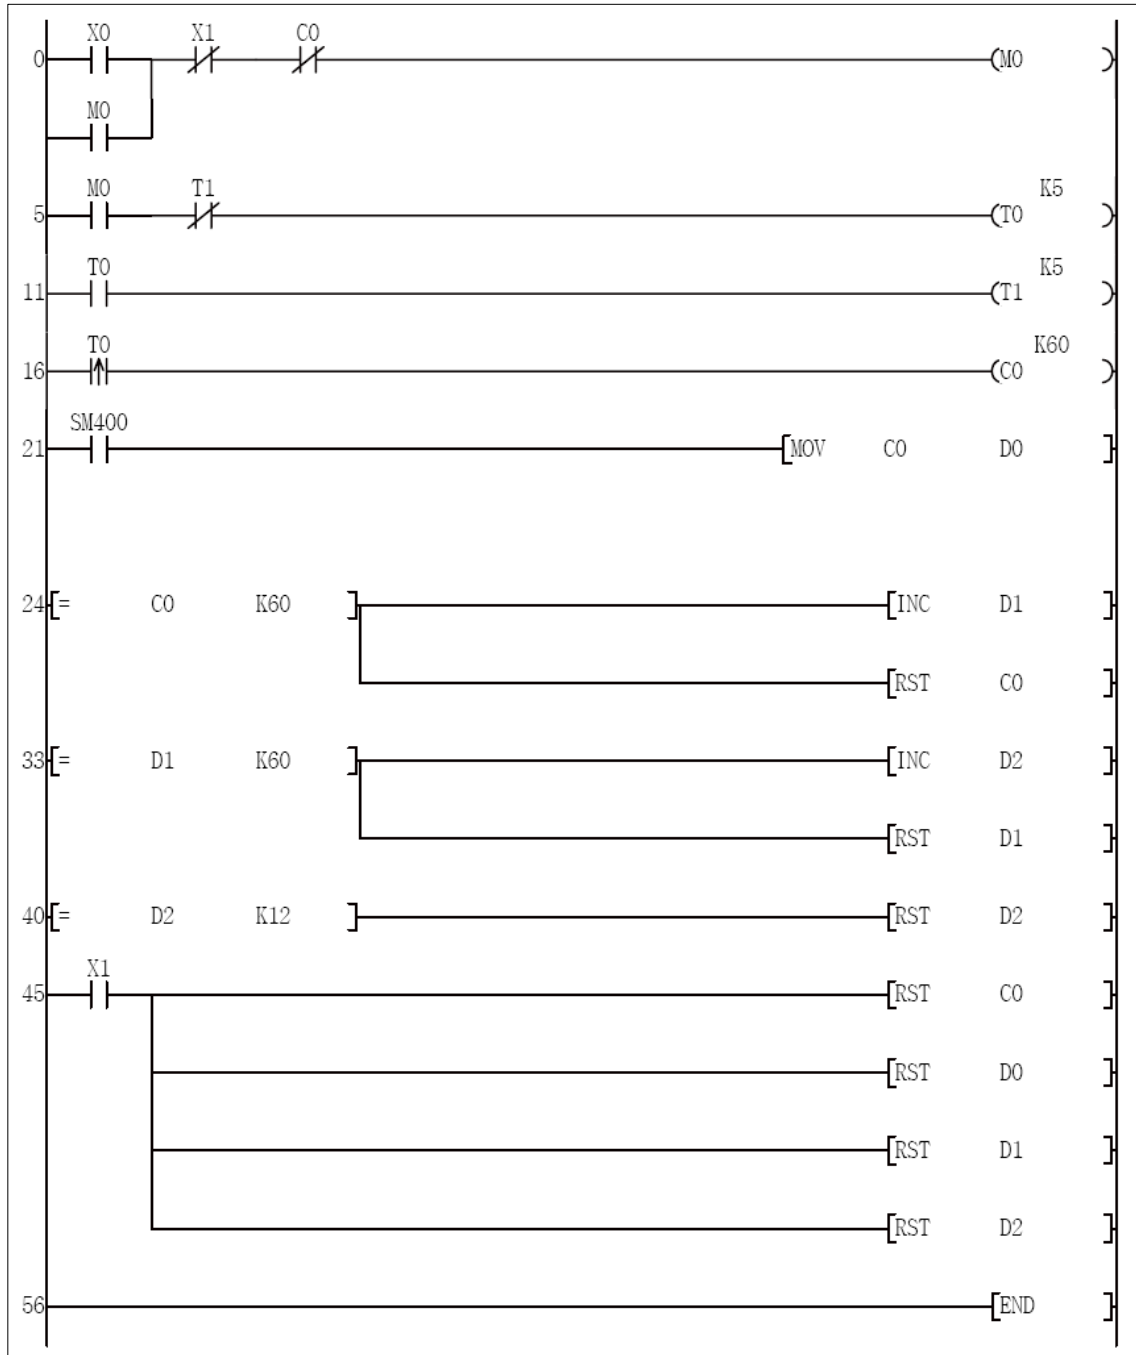 X0 X1 C0
0 (M0 )
M0
M0 T1 K5
5 (T0 )
T0 K5
11 (T1 )
T0 K60
16 (C0 )
SM400
21 [MOV C0 D0 ]
24 [= C0 K60 ] [INC D1 ]
[RST C0 ]
33 [= D1 K60 ] [INC D2 ]
[RST D1 ]
40 [= D2 K12 ] [RST D2 ]
X1
45 [RST C0 ]
[RST D0 ]
[RST D1 ]
[RST D2 ]
56 [END ]